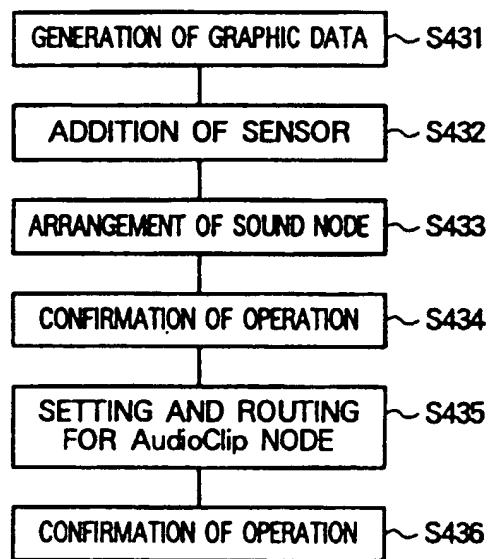 GENERATION OF GRAPHIC DATA S431
ADDITION OF SENSOR S432
ARRANGEMENT OF SOUND NODE S433
CONFIRMATION OF OPERATION S434
SETTING AND ROUTING S435
FOR AudioClip NODE
CONFIRMATION OF OPERATION S436